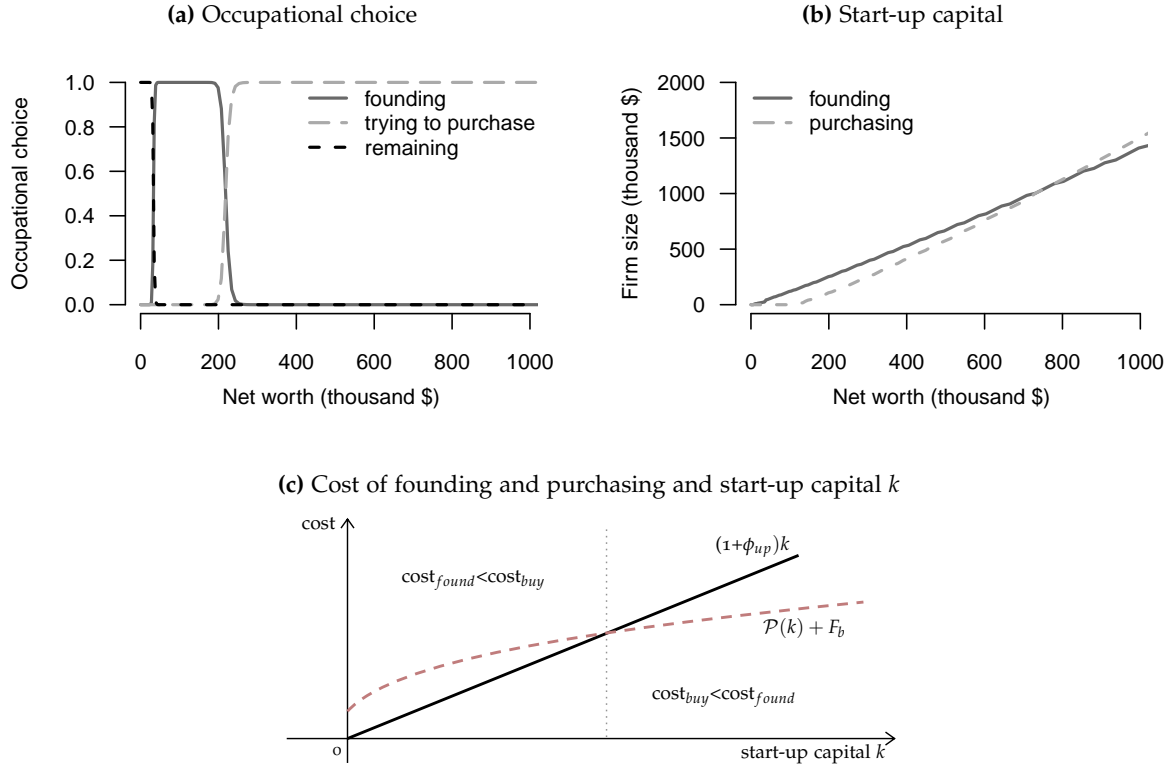 (a) Occupational choice
Occupational choice
1.0
0.8
0.6
0.4
0.2
0.0
founding
trying to purchase
remaining
0 200 400 600 800 1000
Net worth (thousand $)
(b) Start-up capital
Firm size (thousand $)
2000
1500
1000
500
0
founding
purchasing
0 200 400 600 800 1000
Net worth (thousand $)
(c) Cost of founding and purchasing and start-up capital k
cost
(1+ϕ_up)k
cost_found<cost_buy
P(k) + F_b
cost_buy<cost_found
0
start-up capital k